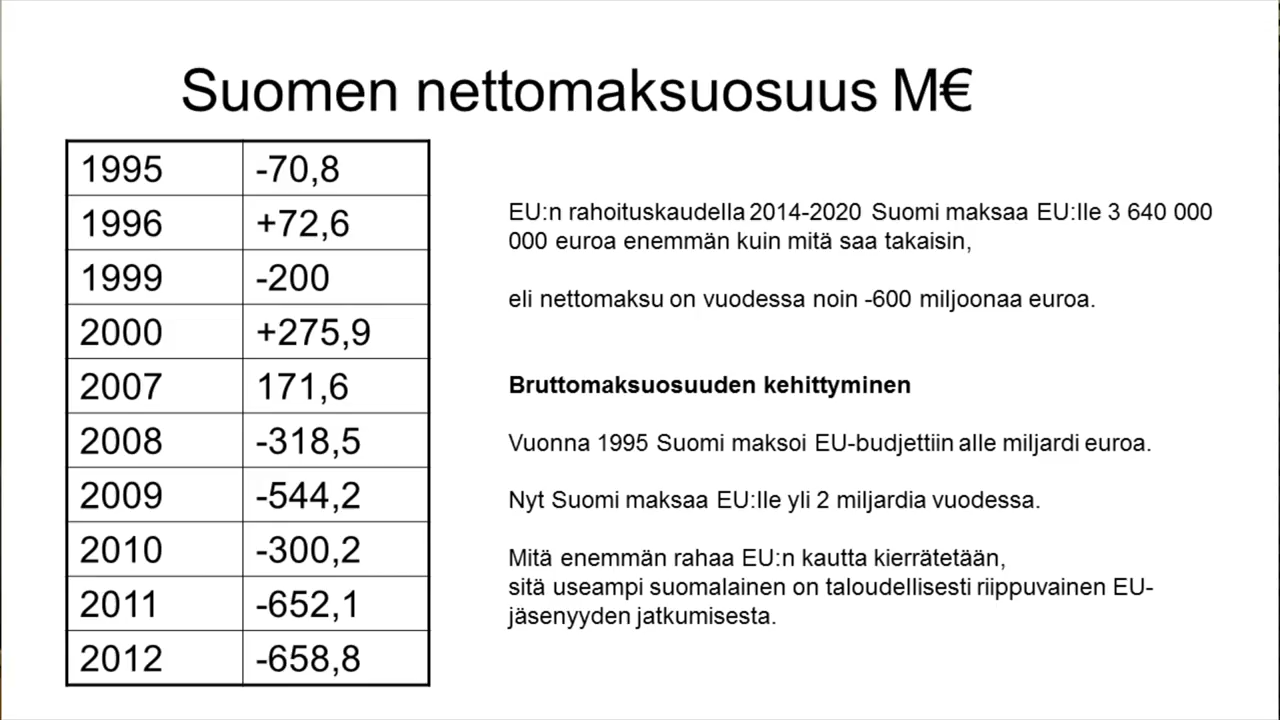 Suomen nettomaksuosuus M€
1995 -70,8
1996 +72,6
1999 -200
2000 +275,9
2007 171,6
2008 -318,5
2009 -544,2
2010 -300,2
2011 -652,1
2012 -658,8
EU:n rahoituskaudella 2014-2020 Suomi maksaa EU:lle 3 640 000
000 euroa enemmän kuin mitä saa takaisin,
eli nettomaksu on vuodessa noin -600 miljoonaa euroa.
Bruttomaksuosuuden kehittyminen
Vuonna 1995 Suomi maksoi EU-budjettiin alle miljardi euroa.
Nyt Suomi maksaa EU:lle yli 2 miljardia vuodessa.
Mitä enemmän rahaa EU:n kautta kierrätetään,
sitä useampi suomalainen on taloudellisesti riippuvainen EU-
jäsenyyden jatkumisesta.